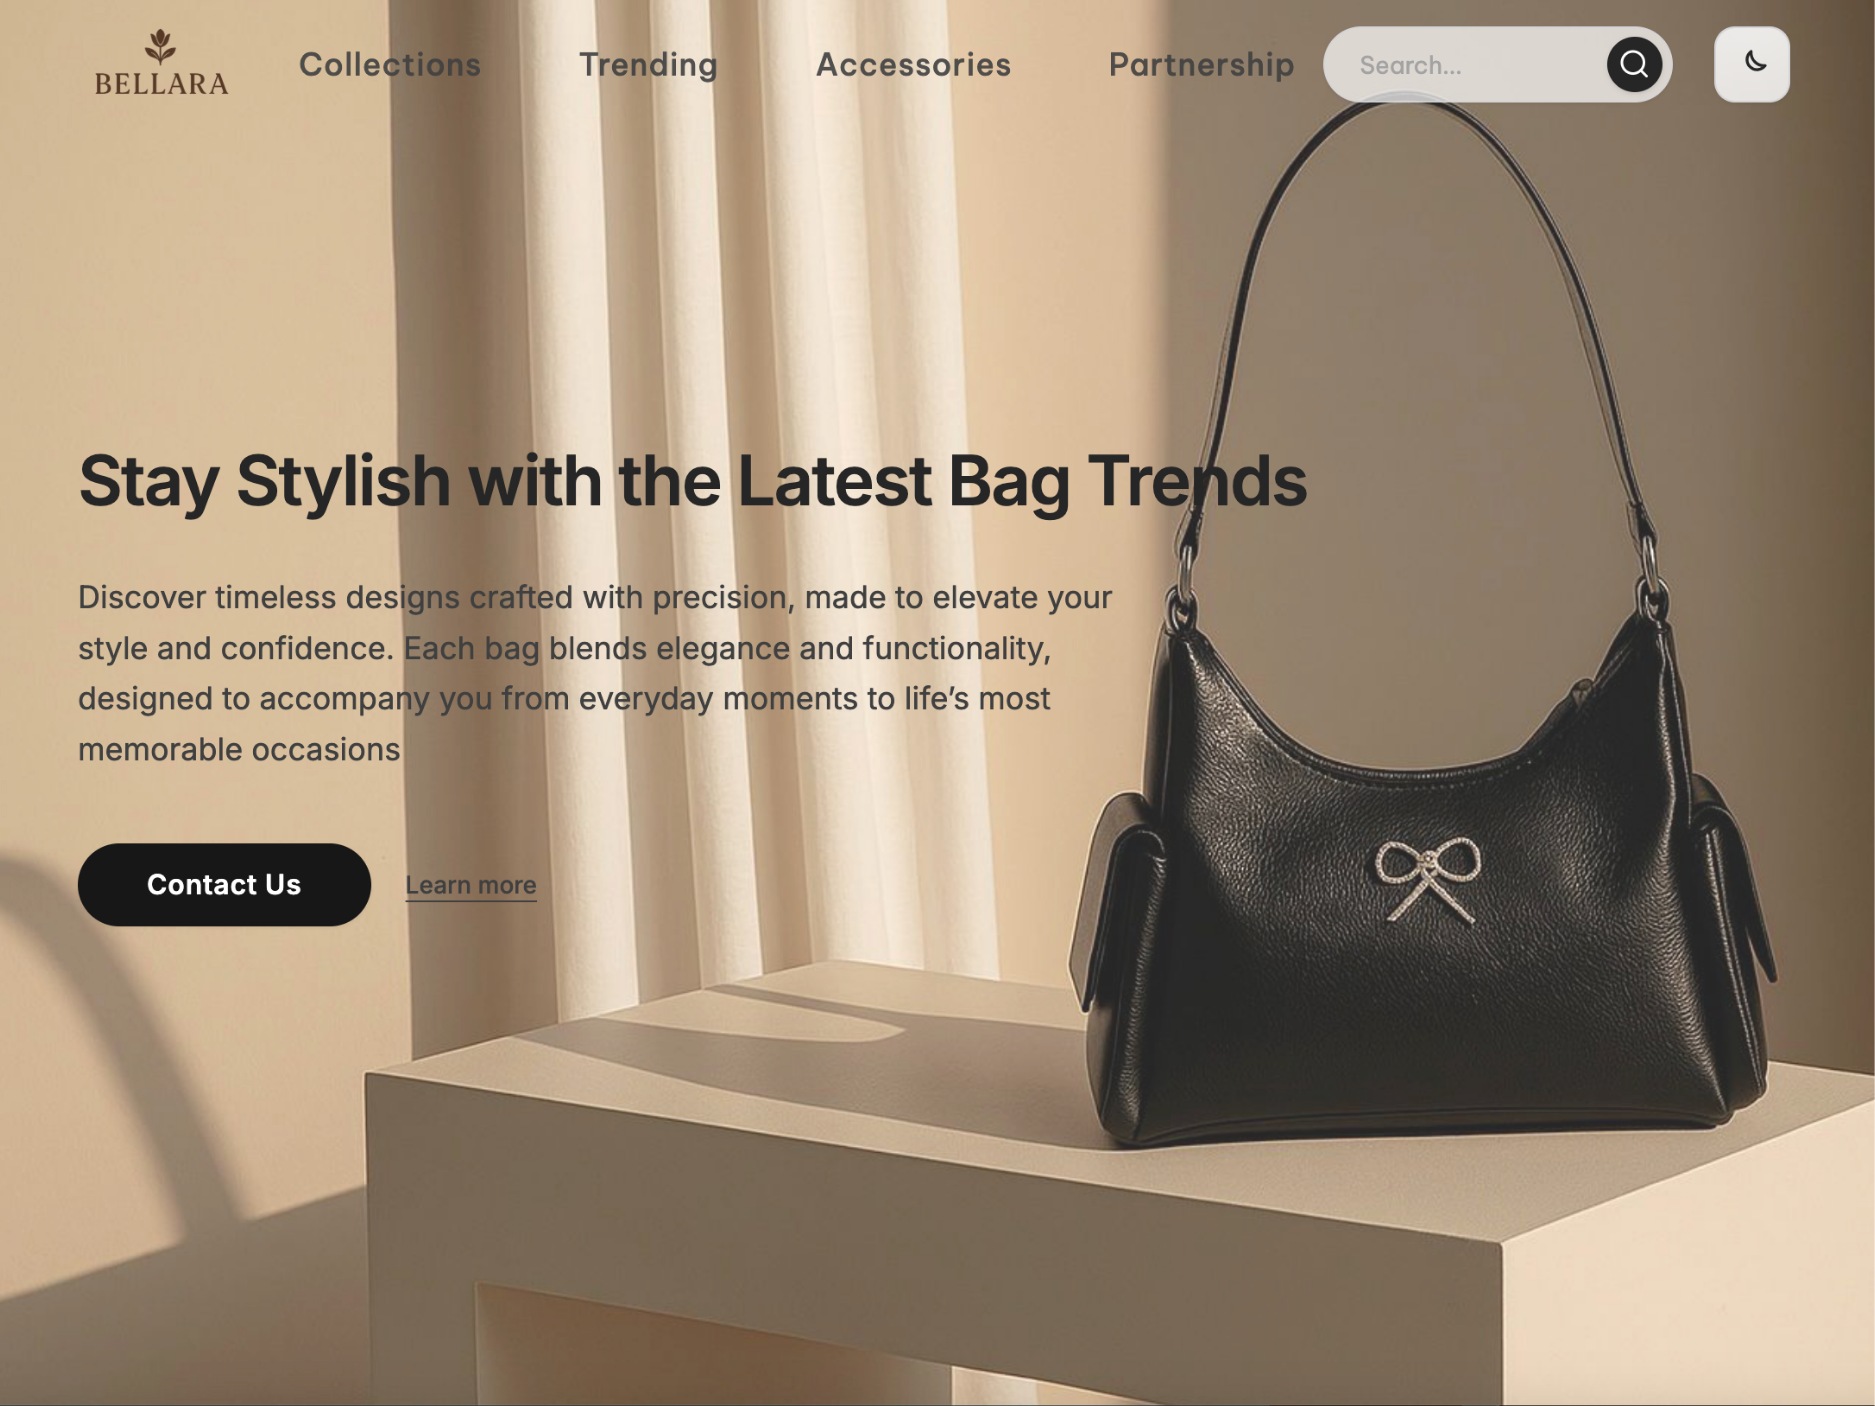 BELLARA
Collections
Trending
Accessories
Partnership
Search...
Stay Stylish with the Latest Bag Trends
Discover timeless designs crafted with precision, made to elevate your
style and confidence. Each bag blends elegance and functionality,
designed to accompany you from everyday moments to life’s most
memorable occasions
Contact Us
Learn more